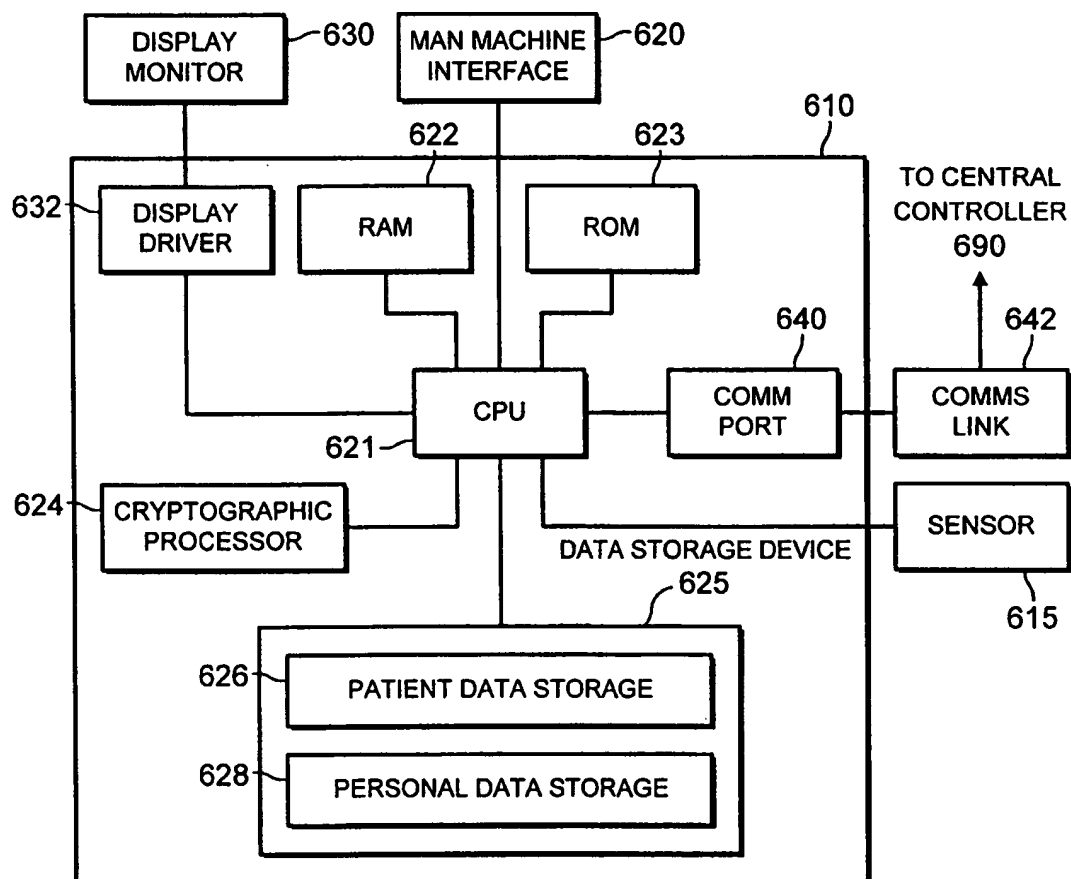 DISPLAY
MONITOR
630
MAN MACHINE
INTERFACE
620
610
622
623
632
DISPLAY
DRIVER
RAM
ROM
TO CENTRAL
CONTROLLER
690
640
642
CPU
621
COMM
PORT
COMMS
LINK
624
CRYPTOGRAPHIC
PROCESSOR
SENSOR
615
DATA STORAGE DEVICE
625
626
PATIENT DATA STORAGE
628
PERSONAL DATA STORAGE